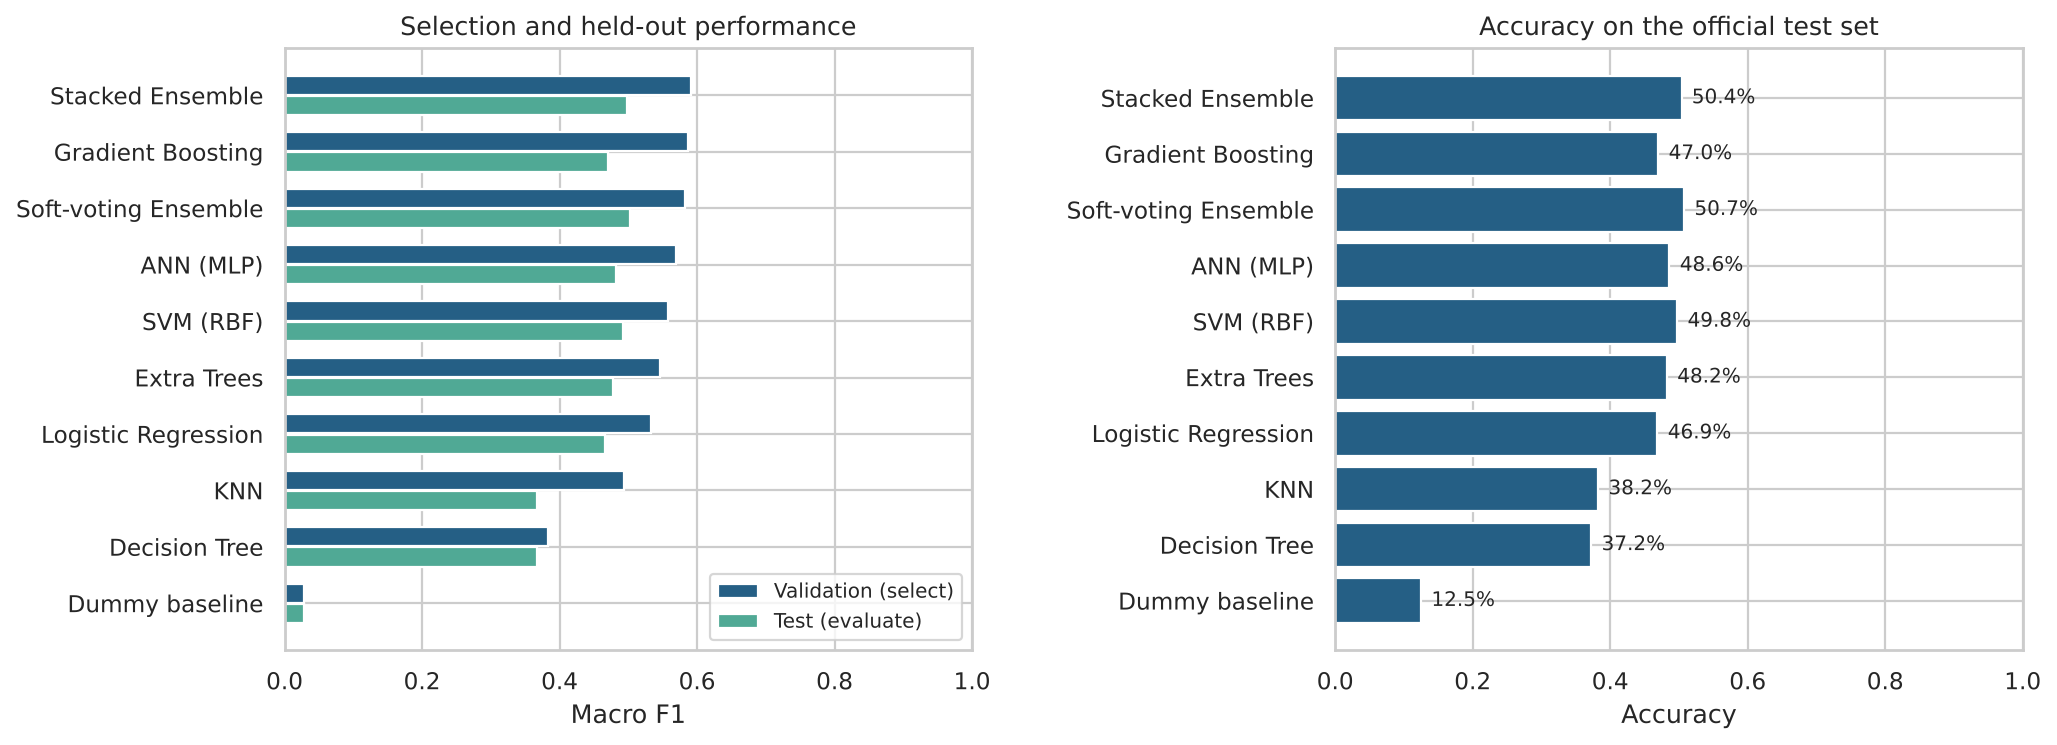 Selection and held-out performance
Stacked Ensemble
Gradient Boosting
Soft-voting Ensemble
ANN (MLP)
SVM (RBF)
Extra Trees
Logistic Regression
KNN
Decision Tree
Dummy baseline
Validation (select)
Test (evaluate)
0.0 0.2 0.4 0.6 0.8 1.0
Macro F1
Accuracy on the official test set
Stacked Ensemble 50.4%
Gradient Boosting 47.0%
Soft-voting Ensemble 50.7%
ANN (MLP) 48.6%
SVM (RBF) 49.8%
Extra Trees 48.2%
Logistic Regression 46.9%
KNN 38.2%
Decision Tree 37.2%
Dummy baseline 12.5%
0.0 0.2 0.4 0.6 0.8 1.0
Accuracy